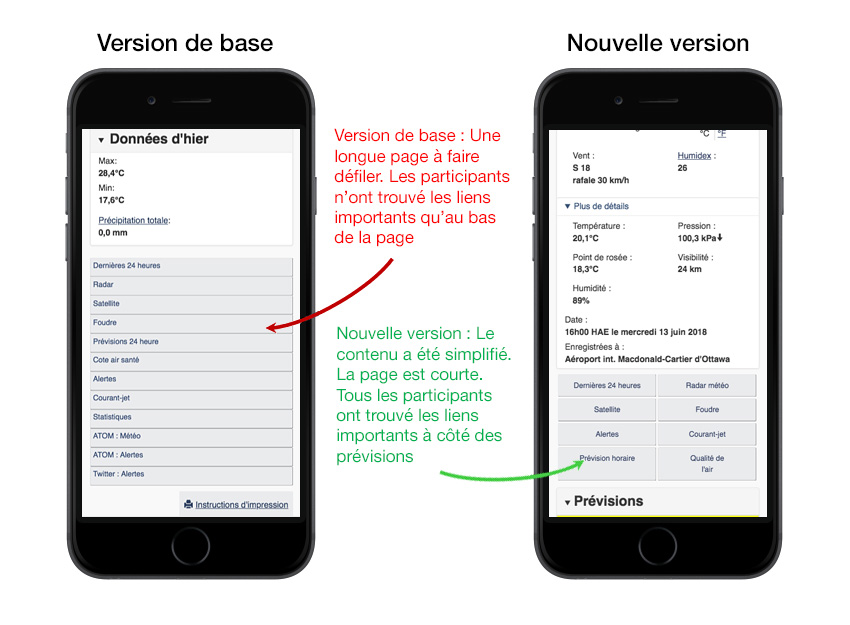 Version de base
Données d'hier
Max:
28,4°C
Min:
17,6°C
Précipitation totale:
0,0 mm
Dernières 24 heures
Radar
Satellite
Foudre
Prévisions 24 heure
Cote air santé
Alertes
Courant-jet
Statistiques
ATOM : Météo
ATOM : Alertes
Twitter : Alertes
Instructions d'impression
Version de base : Une
longue page à faire
défiler. Les participants
n'ont trouvé les liens
importants qu'au bas
de la page
Nouvelle version : Le
contenu a été simplifié.
La page est courte.
Tous les participants
ont trouvé les liens
importants à côté des
prévisions
Nouvelle version
°C °F
Vent :
S 18
rafale 30 km/h
Humidex :
26
Plus de détails
Température :
20,1°C
Pression :
100,3 kPa
Point de rosée :
18,3°C
Visibilité :
24 km
Humidité :
89%
Date :
16h00 HAE le mercredi 13 juin 2018
Enregistrées à :
Aéroport int. Macdonald-Cartier d'Ottawa
Dernières 24 heures
Radar météo
Satellite
Foudre
Alertes
Courant-jet
Prévision horaire
Qualité de
l'air
Prévisions